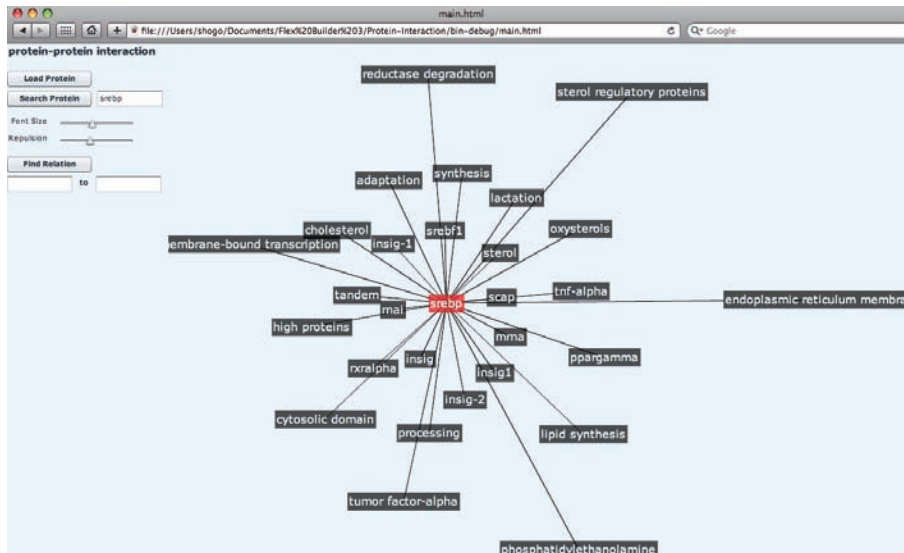 main.html
file:///Users/shogo/Documents/Flex%20Builder%203/Protein-Interaction/bin-debug/main.html
Google
protein-protein interaction
Load Protein
Search Protein srebp
Font Size
Repulsion
Find Relation
to
reductase degradation
sterol regulatory proteins
synthesis
adaptation
lactation
cholesterol
srebf1
oxysterols
insig-1
embrane-bound transcription
sterol
tandem
srebp
scap
tnf-alpha
endoplasmic reticulum membra
mai
high proteins
mma
ppargamma
insig
rxralpha
insig1
insig-2
cytosolic domain
processing
lipid synthesis
tumor factor-alpha
phosphatidylethanolamine